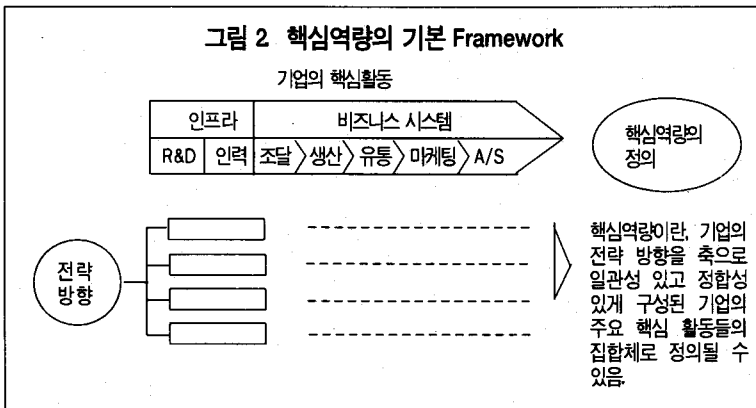 그림 2 핵심역량의 기본 Framework
기업의 핵심활동
인프라 비즈니스 시스템
R&D 인력 조달 생산 유통 마케팅 A/S
핵심역량의
정의
전략
방향
핵심역량이란, 기업의
전략 방향을 축으로
일관성 있고 정합성
있게 구성된 기업의
주요 핵심 활동들의
집합체로 정의될 수
있음.